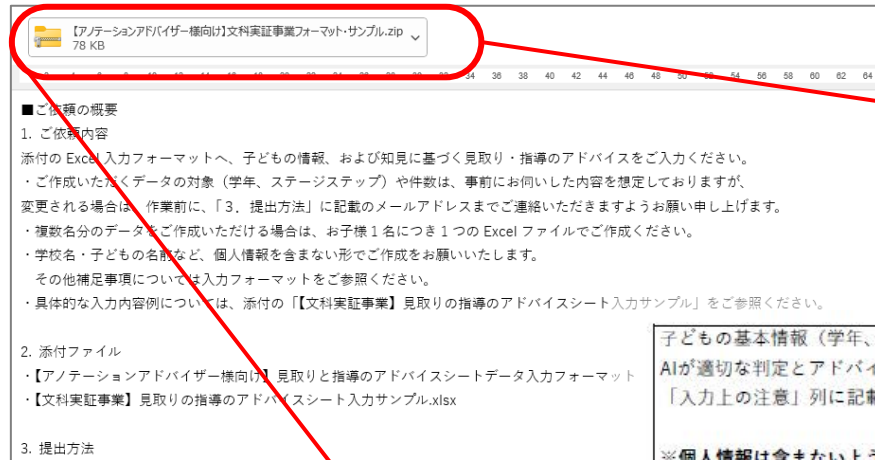 【アノテーションアドバイザー様向け】文科実証事業フォーマット・サンプル.zip
78 KB
34 36 38 40 42 44 46 48 50 52 54 56 58 60 62 64
■ご依頼の概要
1. ご依頼内容
添付の Excel 入力フォーマットへ、子どもの情報、および知見に基づく見取り・指導のアドバイスをご入力ください。
・ご作成いただくデータの対象（学年、ステージステップ）や件数は、事前にお伺いした内容を想定しておりますが、
変更される場合は、作業前に、「3．提出方法」に記載のメールアドレスまでご連絡いただきますようお願い申し上げます。
・複数名分のデータをご作成いただける場合は、お子様１名につき１つの Excel ファイルでご作成ください。
・学校名・子どもの名前など、個人情報を含まない形でご作成をお願いいたします。
その他補足事項については入力フォーマットをご参照ください。
・具体的な入力内容例については、添付の「【文科実証事業】見取りの指導のアドバイスシート入力サンプル」をご参照ください。
2. 添付ファイル
・【アノテーションアドバイザー様向け】見取りと指導のアドバイスシートデータ入力フォーマット
・【文科実証事業】見取りの指導のアドバイスシート入力サンプル.xlsx
3. 提出方法
子どもの基本情報（学年、
AIが適切な判定とアドバイ
「入力上の注意」列に記載
※個人情報は含まないよう